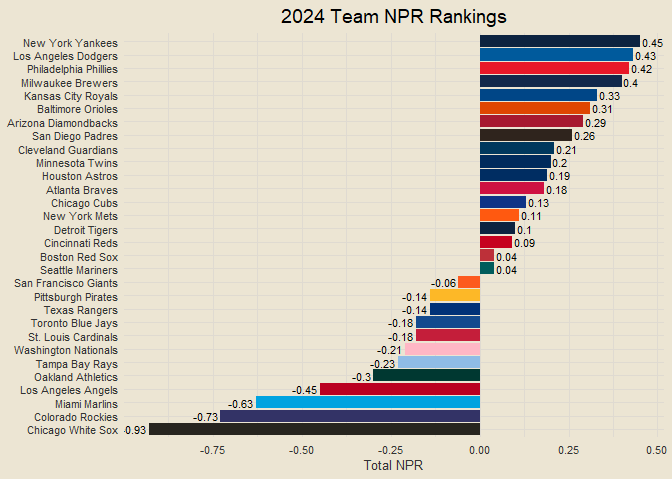 2024 Team NPR Rankings
New York Yankees 0.45
Los Angeles Dodgers 0.43
Philadelphia Phillies 0.42
Milwaukee Brewers 0.4
Kansas City Royals 0.33
Baltimore Orioles 0.31
Arizona Diamondbacks 0.29
San Diego Padres 0.26
Cleveland Guardians 0.21
Minnesota Twins 0.2
Houston Astros 0.19
Atlanta Braves 0.18
Chicago Cubs 0.13
New York Mets 0.11
Detroit Tigers 0.1
Cincinnati Reds 0.09
Boston Red Sox 0.04
Seattle Mariners 0.04
San Francisco Giants -0.06
Pittsburgh Pirates -0.14
Texas Rangers -0.14
Toronto Blue Jays -0.18
St. Louis Cardinals -0.18
Washington Nationals -0.21
Tampa Bay Rays -0.23
Oakland Athletics -0.3
Los Angeles Angels -0.45
Miami Marlins -0.63
Colorado Rockies -0.73
Chicago White Sox -0.93
-0.75 -0.50 -0.25 0.00 0.25 0.50
Total NPR